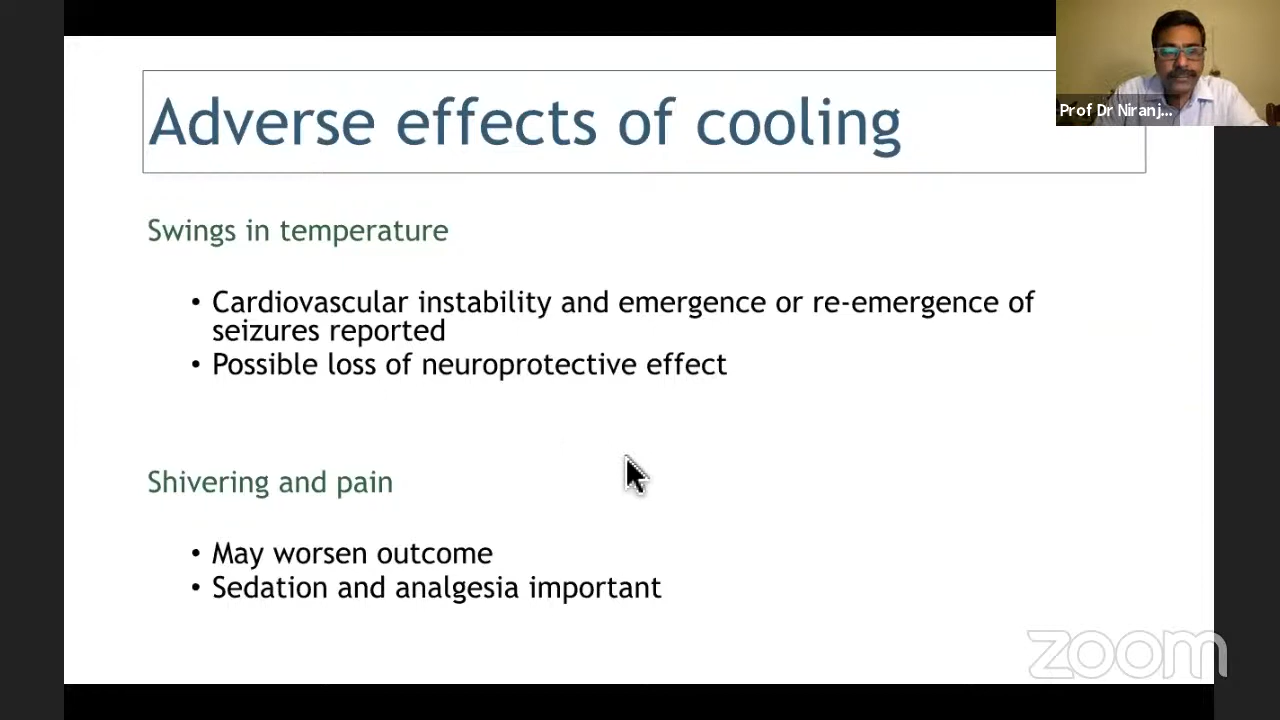 Adverse effects of cooling
Prof Dr Niranj...
Swings in temperature
• Cardiovascular instability and emergence or re-emergence of
seizures reported
• Possible loss of neuroprotective effect
Shivering and pain
• May worsen outcome
• Sedation and analgesia important
zoom